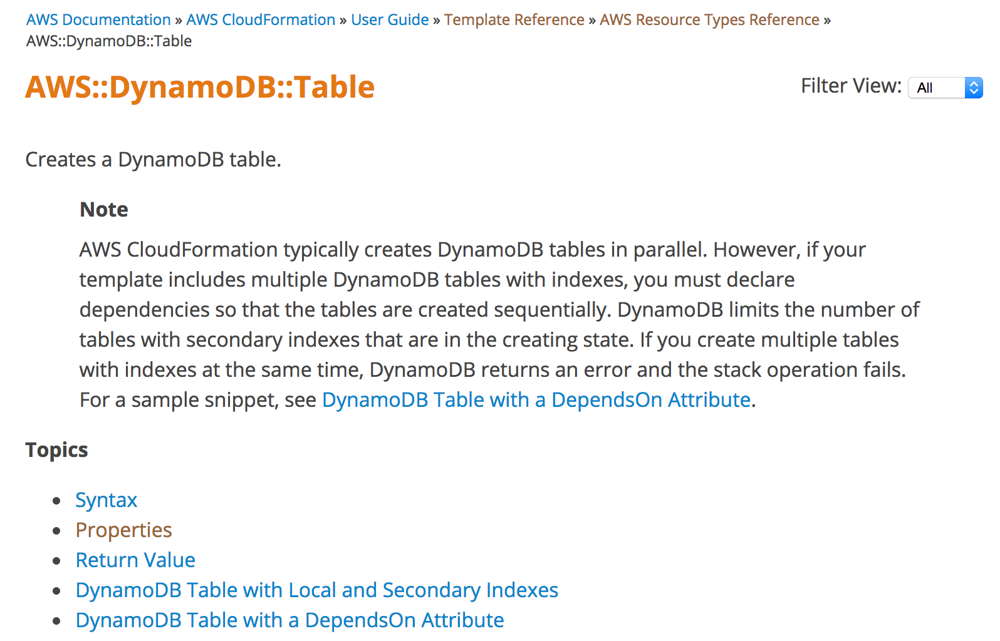 AWS Documentation » AWS CloudFormation » User Guide » Template Reference » AWS Resource Types Reference »
AWS::DynamoDB::Table
AWS::DynamoDB::Table
Filter View: All
Creates a DynamoDB table.
Note
AWS CloudFormation typically creates DynamoDB tables in parallel. However, if your
template includes multiple DynamoDB tables with indexes, you must declare
dependencies so that the tables are created sequentially. DynamoDB limits the number of
tables with secondary indexes that are in the creating state. If you create multiple tables
with indexes at the same time, DynamoDB returns an error and the stack operation fails.
For a sample snippet, see DynamoDB Table with a DependsOn Attribute.
Topics
• Syntax
• Properties
• Return Value
• DynamoDB Table with Local and Secondary Indexes
• DynamoDB Table with a DependsOn Attribute